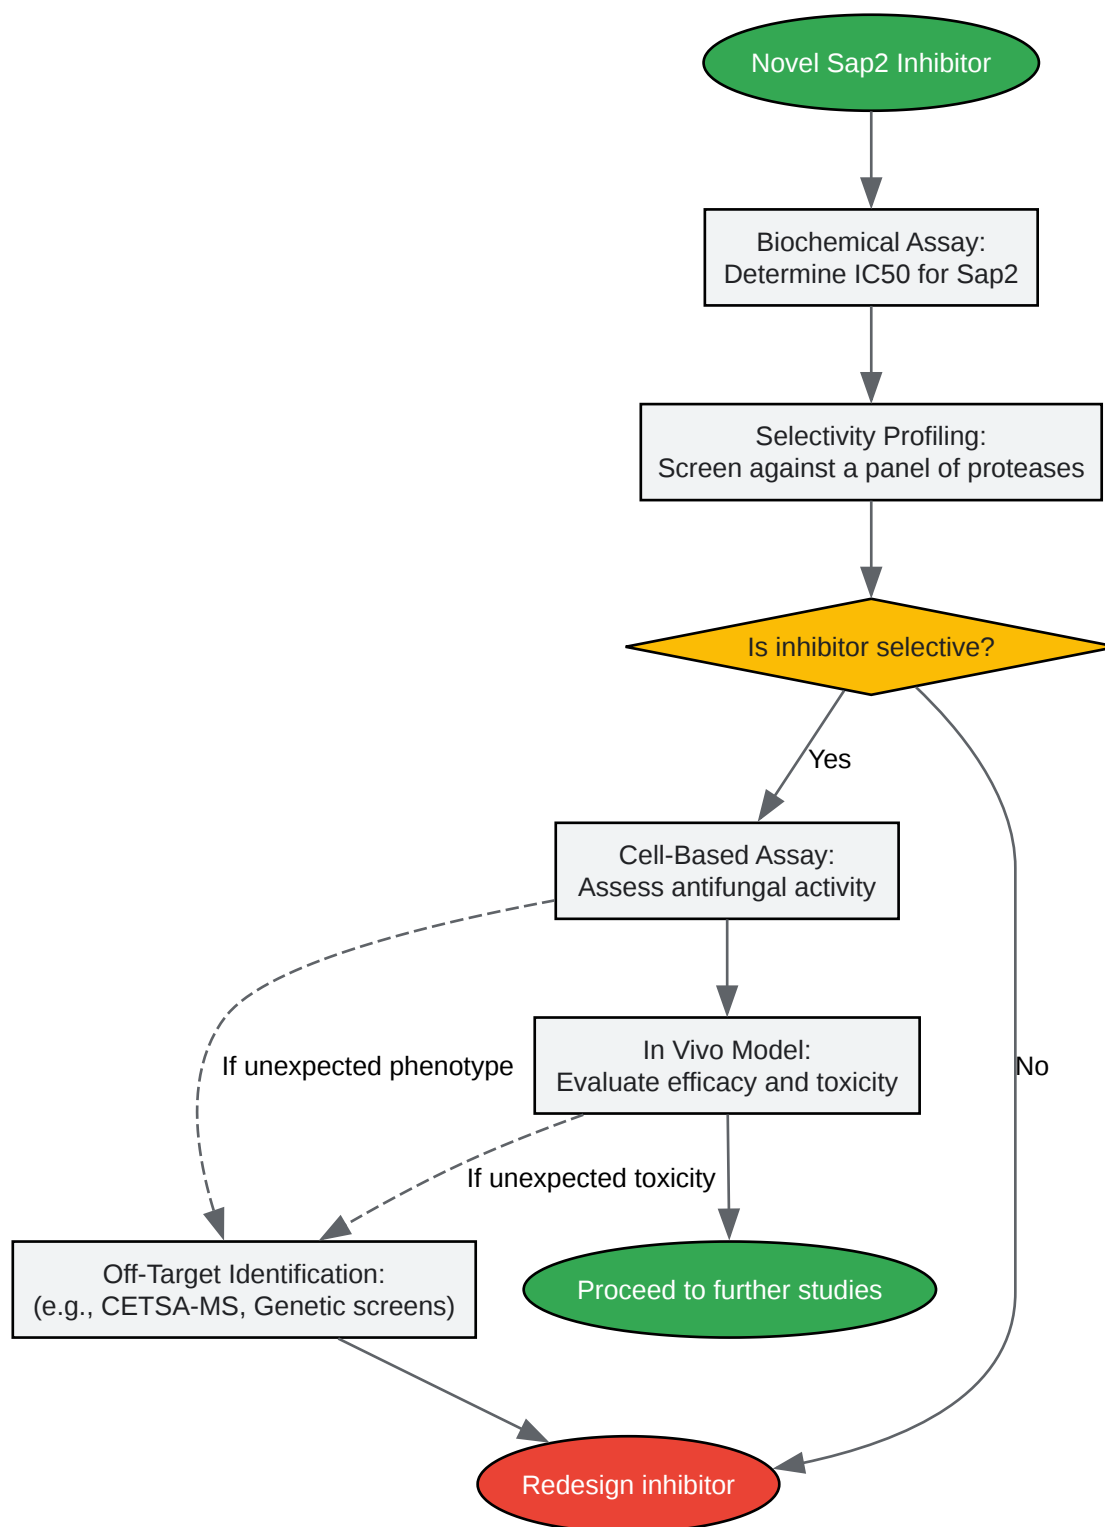 Novel Sap2 Inhibitor
Biochemical Assay:
Determine IC50 for Sap2
Selectivity Profiling:
Screen against a panel of proteases
Is inhibitor selective?
Yes
Cell-Based Assay:
Assess antifungal activity
In Vivo Model:
Evaluate efficacy and toxicity
If unexpected phenotype
No
If unexpected toxicity
Off-Target Identification:
(e.g., CETSA-MS, Genetic screens)
Proceed to further studies
Redesign inhibitor